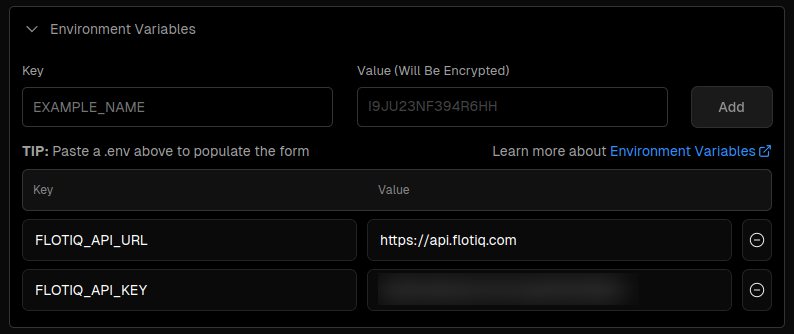 Environment Variables
Key Value (Will Be Encrypted)
EXAMPLE_NAME I9JU23NF394R6HH Add
TIP: Paste a .env above to populate the form Learn more about Environment Variables
Key Value
FLOTIQ_API_URL https://api.flotiq.com
FLOTIQ_API_KEY